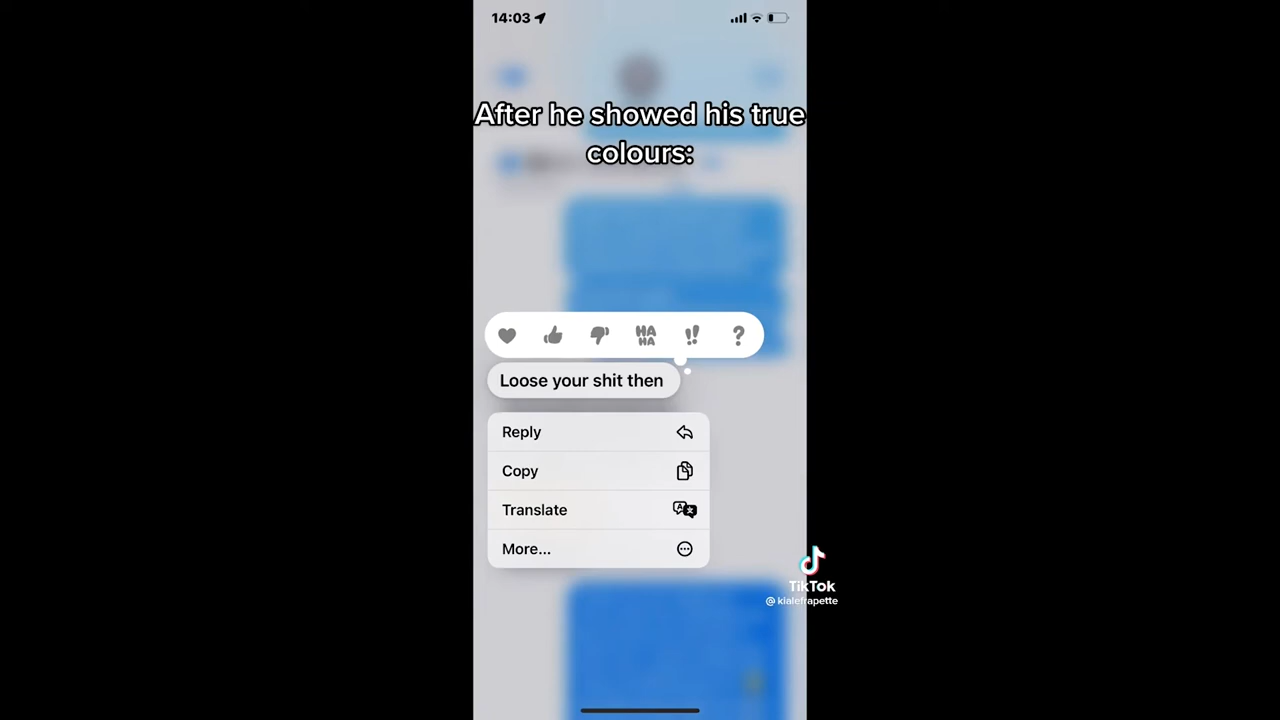 14:03
After he showed his true
colours:
HA
HA
!!
?
Loose your shit then
Reply
Copy
Translate
More...
TikTok
@kialefrapette